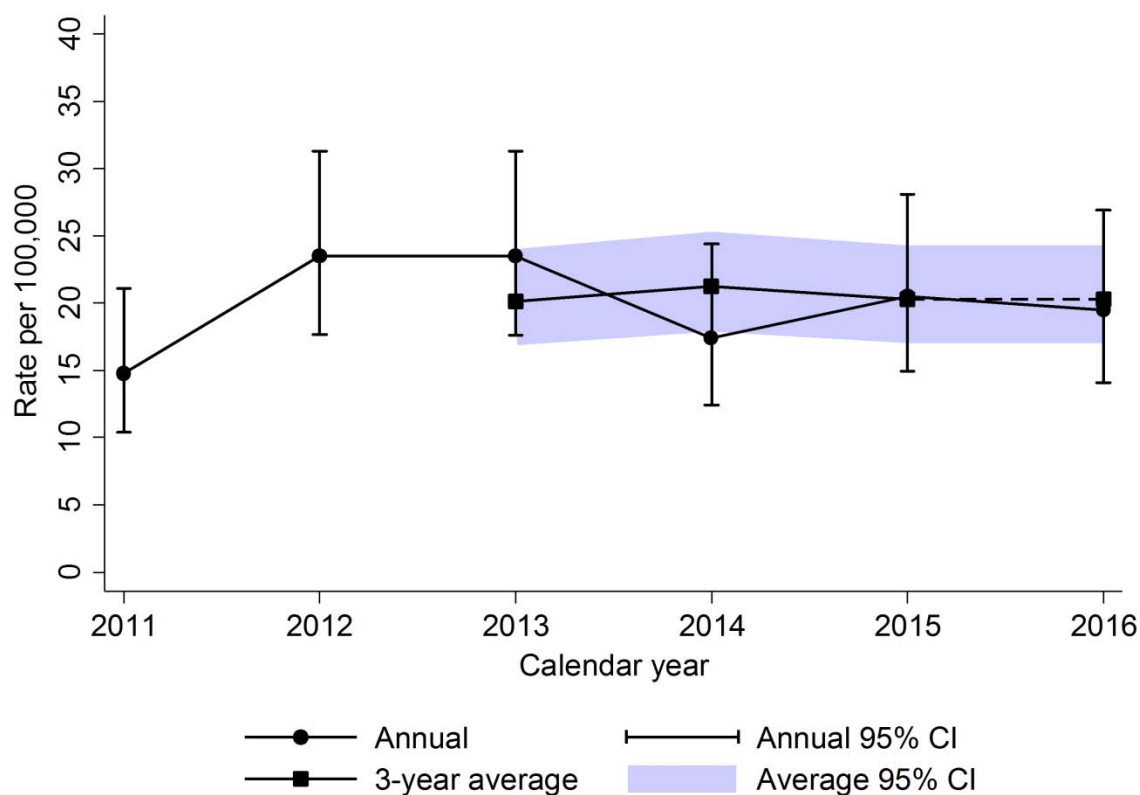 40
35
30
25
20
15
10
5
0
Rate per 100,000
2011 2012 2013 2014 2015 2016
Calendar year
Annual Annual 95% CI
3-year average Average 95% CI